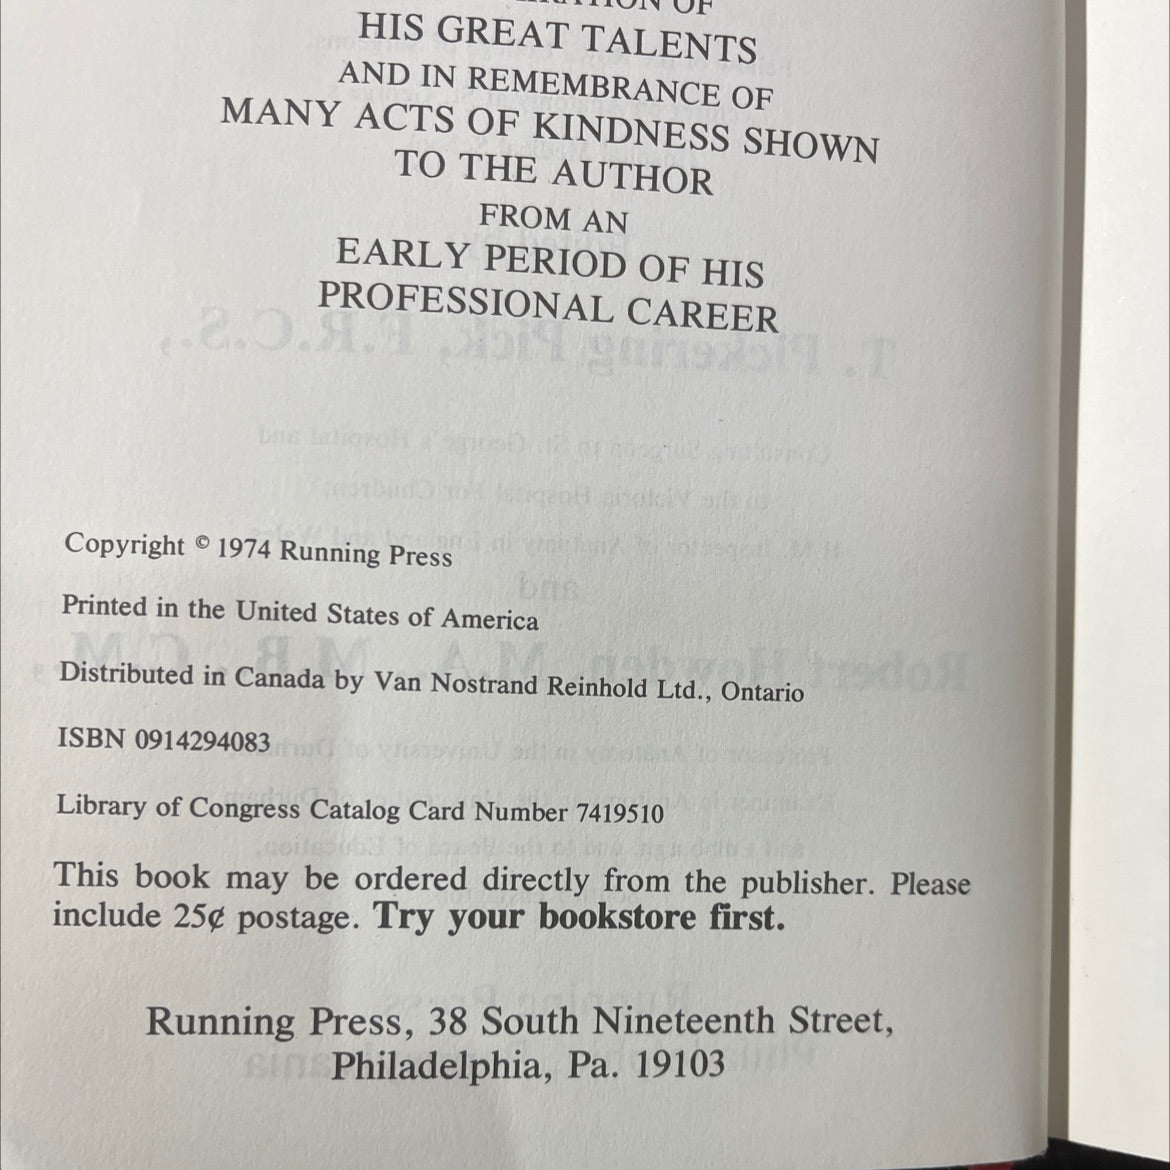 OF
HIS GREAT TALENTS
AND IN REMEMBRANCE OF
MANY ACTS OF KINDNESS SHOWN
TO THE AUTHOR
FROM AN
EARLY PERIOD OF HIS
PROFESSIONAL CAREER
T. Pickering Pick, F.R.C.S.,
Copyright © 1974 Running Press
and
Printed in the United States of America
Distributed in Canada by Van Nostrand Reinhold Ltd., Ontario
ISBN 0914294083
Library of Congress Catalog Card Number 7419510
This book may be ordered directly from the publisher. Please
include 25¢ postage. Try your bookstore first.
Running Press, 38 South Nineteenth Street,
Philadelphia, Pa. 19103